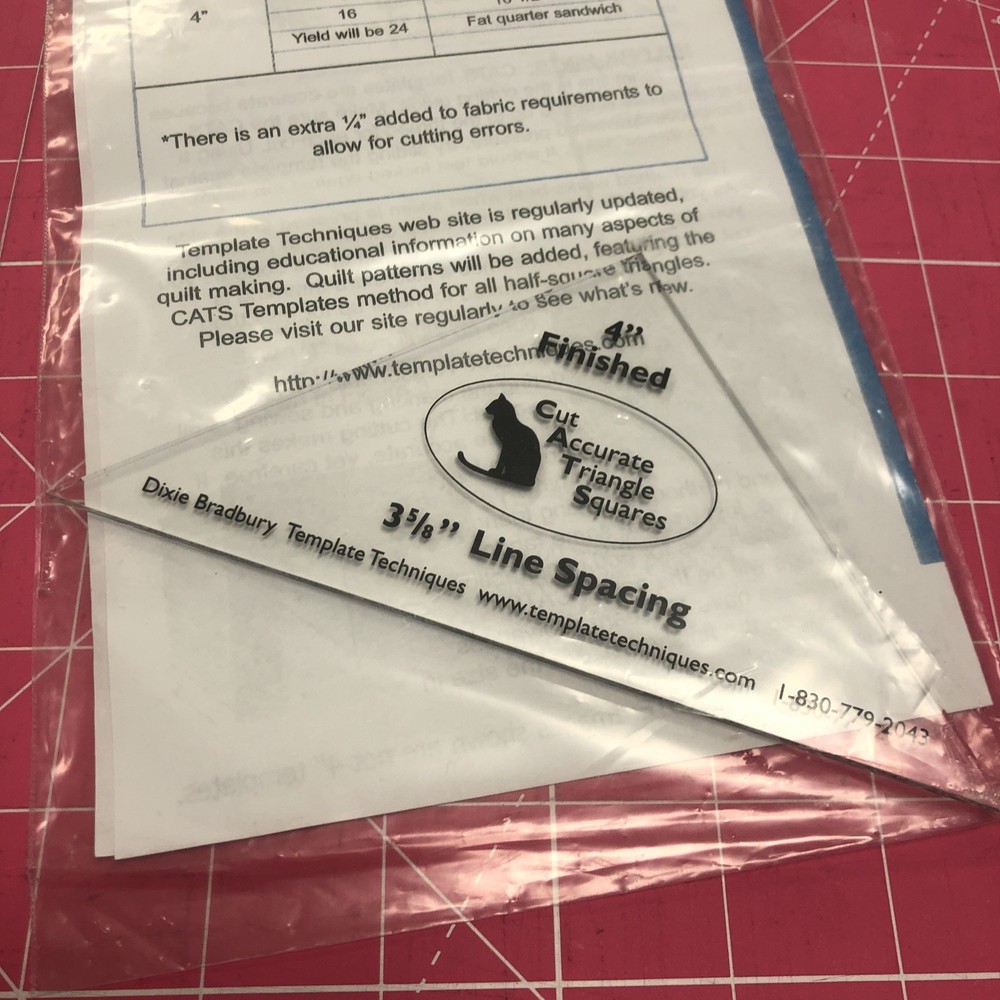 4”
16
Yield will be 24
Fat quarter sandwich
*There is an extra ¼” added to fabric requirements to
allow for cutting errors.
Template Techniques web site is regularly updated,
including educational information on many aspects of
quilt making. Quilt patterns will be added, featuring the
CATS Templates method for all half-square triangles.
Please visit our site regularly to see what's new.
http://www.templatetechniques.com
4”
Finished
Cut
Accurate
Triangle
Squares
3⅝” Line Spacing
Dixie Bradbury Template Techniques www.templatetechniques.com 1-830-779-2043